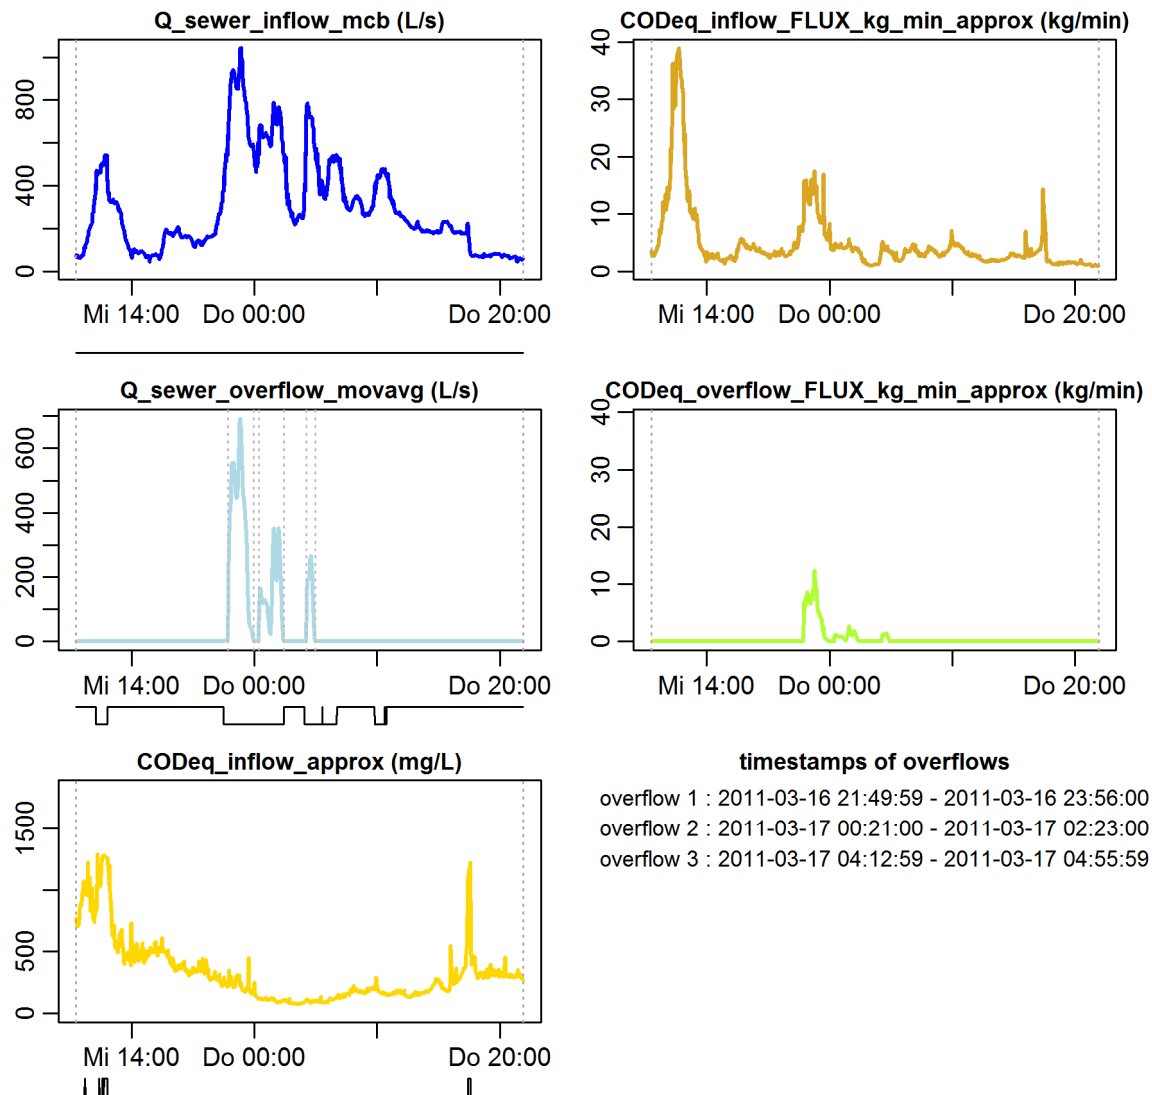 Q_sewer_inflow_mcb (L/s)
0
400
800
Mi 14:00 Do 00:00 Do 20:00
CODeq_inflow_FLUX_kg_min_approx (kg/min)
0
10
20
30
40
Mi 14:00 Do 00:00 Do 20:00
Q_sewer_overflow_movavg (L/s)
0
200
400
600
Mi 14:00 Do 00:00 Do 20:00
CODeq_overflow_FLUX_kg_min_approx (kg/min)
0
10
20
30
40
Mi 14:00 Do 00:00 Do 20:00
CODeq_inflow_approx (mg/L)
0
500
1500
Mi 14:00 Do 00:00 Do 20:00
timestamps of overflows
overflow 1 : 2011-03-16 21:49:59 - 2011-03-16 23:56:00
overflow 2 : 2011-03-17 00:21:00 - 2011-03-17 02:23:00
overflow 3 : 2011-03-17 04:12:59 - 2011-03-17 04:55:59